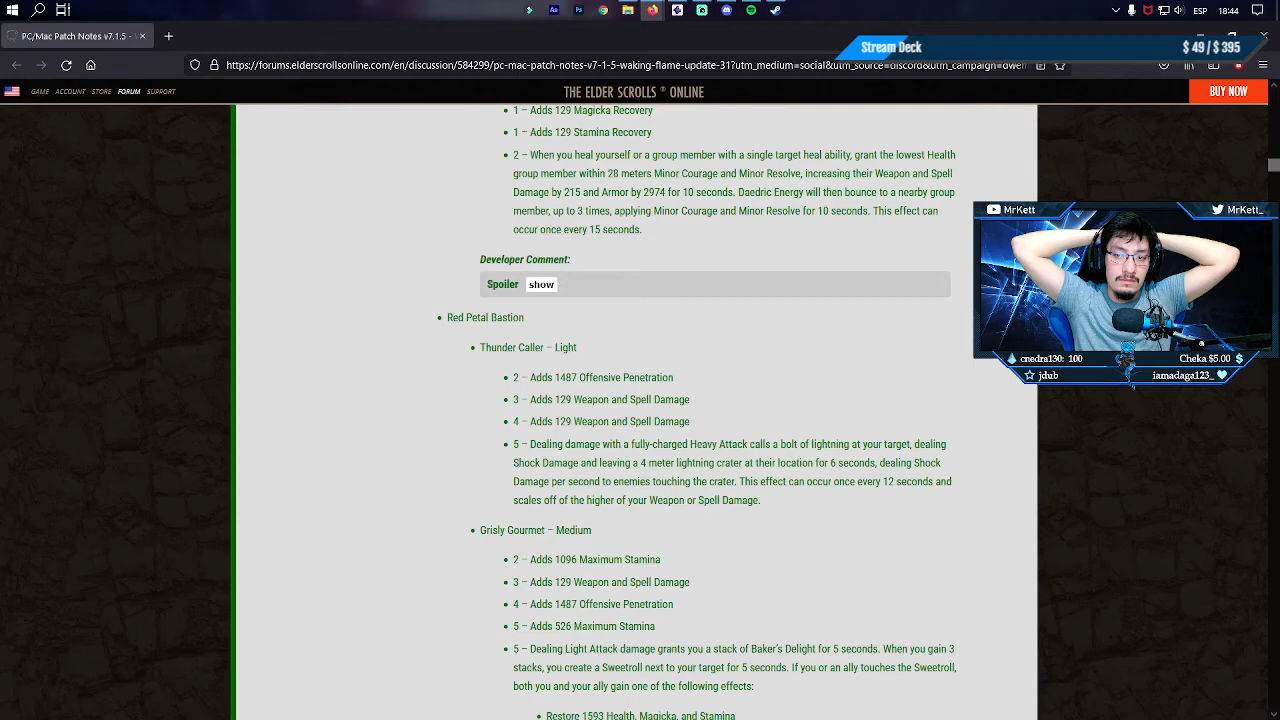 18:44
ESP
PC/Mac Patch Notes v7.1.5 -
Stream Deck
$ 49 / $ 395
https://forums.elderscrollsonline.com/en/discussion/584299/pc-mac-patch-notes-v7-1-5-waking-flame-update-31?utm_medium=social&utm_source=discord&utm_campaign=dwem
GAME ACCOUNT STORE FORUM SUPPORT
THE ELDER SCROLLS ® ONLINE
BUY NOW
1 – Adds 129 Magicka Recovery
1 – Adds 129 Stamina Recovery
2 – When you heal yourself or a group member with a single target heal ability, grant the lowest Health
group member within 28 meters Minor Courage and Minor Resolve, increasing their Weapon and Spell
Damage by 215 and Armor by 2974 for 10 seconds. Daedric Energy will then bounce to a nearby group
member, up to 3 times, applying Minor Courage and Minor Resolve for 10 seconds. This effect can
occur once every 15 seconds.
Developer Comment:
Spoiler show
Red Petal Bastion
Thunder Caller – Light
2 – Adds 1487 Offensive Penetration
3 – Adds 129 Weapon and Spell Damage
4 – Adds 129 Weapon and Spell Damage
5 – Dealing damage with a fully-charged Heavy Attack calls a bolt of lightning at your target, dealing
Shock Damage and leaving a 4 meter lightning crater at their location for 6 seconds, dealing Shock
Damage per second to enemies touching the crater. This effect can occur once every 12 seconds and
scales off of the higher of your Weapon or Spell Damage.
Grisly Gourmet – Medium
2 – Adds 1096 Maximum Stamina
3 – Adds 129 Weapon and Spell Damage
4 – Adds 1487 Offensive Penetration
5 – Adds 526 Maximum Stamina
5 – Dealing Light Attack damage grants you a stack of Baker's Delight for 5 seconds. When you gain 3
stacks, you create a Sweetroll next to your target for 5 seconds. If you or an ally touches the Sweetroll,
both you and your ally gain one of the following effects:
Restore 1593 Health, Magicka, and Stamina
MrKett
MrKett_
cnedra130: 100
Cheka $5.00
jdub
iamadaga123_